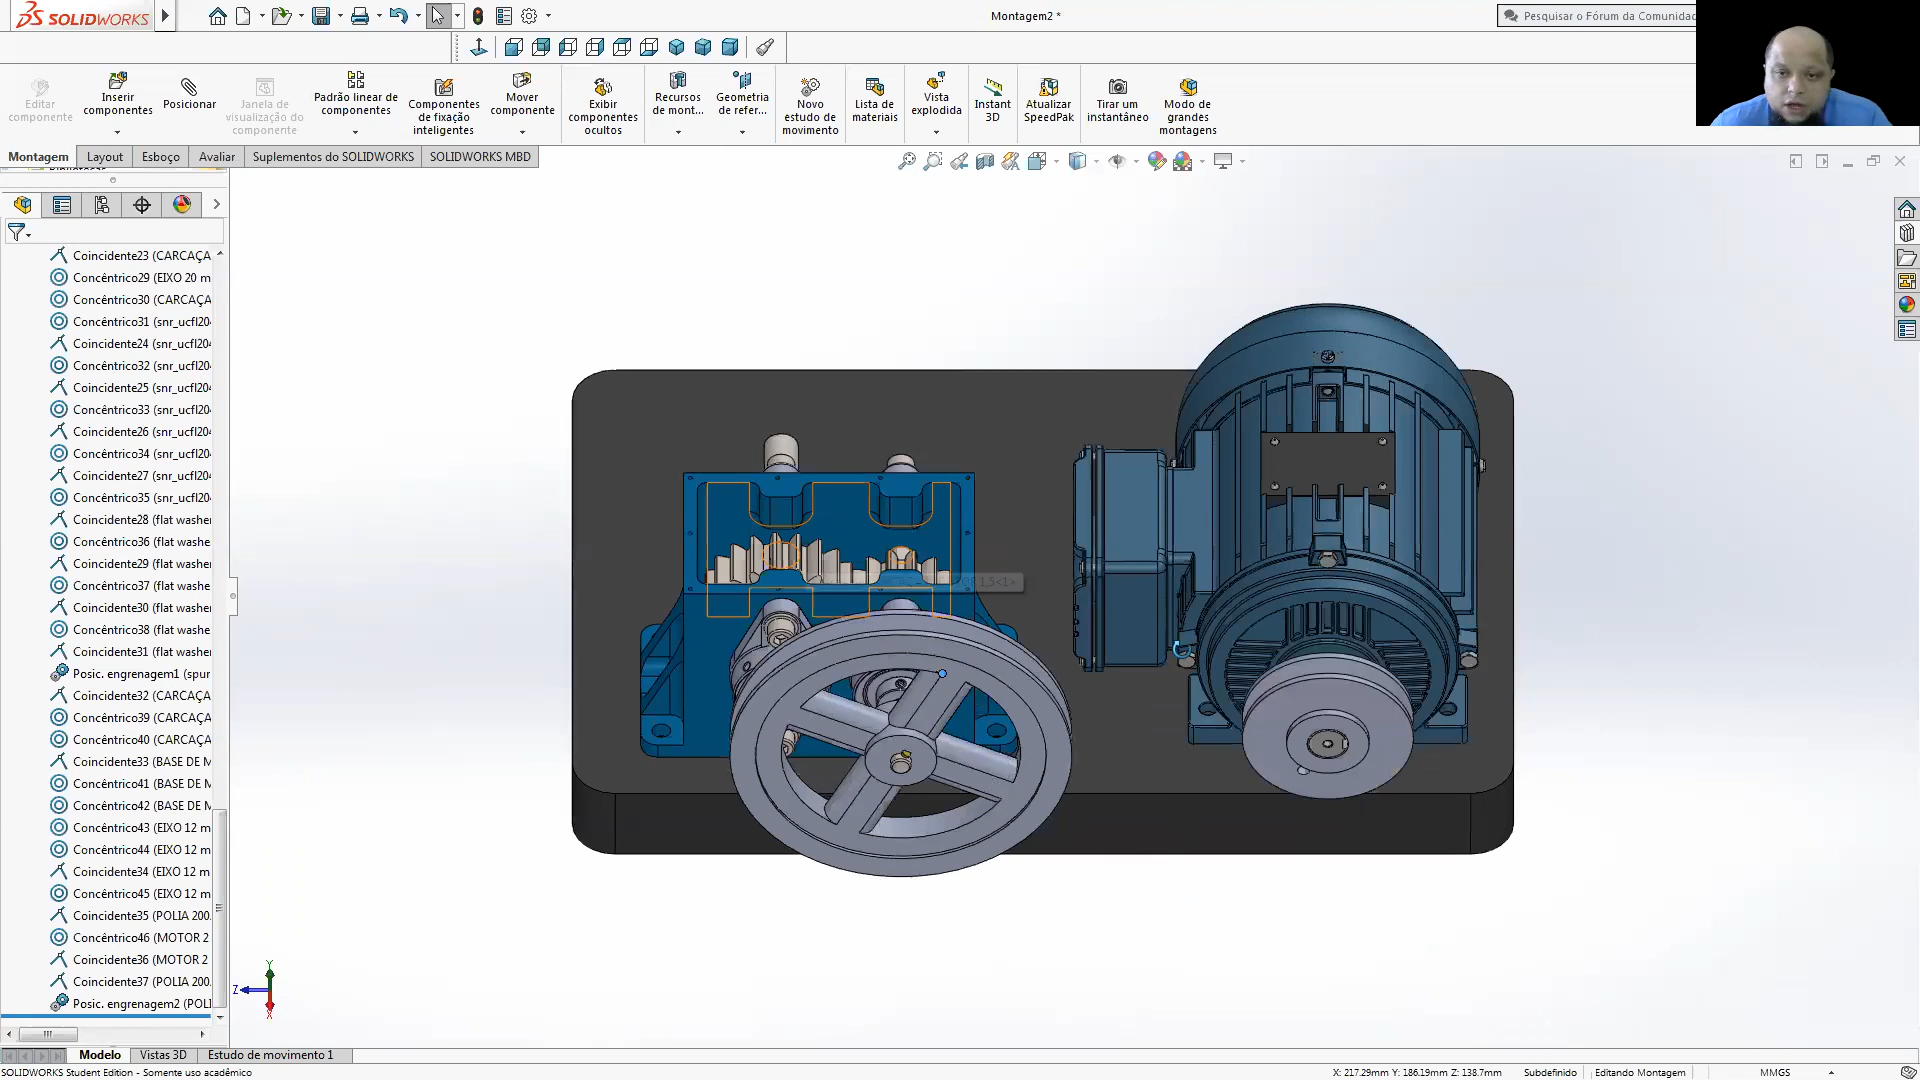 SOLIDWORKS
Montagem2 *
Pesquisar o Fórum da Comunidad
Editar componente
Inserir componentes
Posicionar
Janela de visualização do componente
Padrão linear de componentes
Componentes de fixação inteligentes
Mover componente
Exibir componentes ocultos
Recursos de mont...
Geometria de refer...
Novo estudo de movimento
Lista de materiais
Vista explodida
Instant 3D
Atualizar SpeedPak
Tirar um instantâneo
Modo de grandes montagens
Montagem
Layout
Esboço
Avaliar
Suplementos do SOLIDWORKS
SOLIDWORKS MBD
Coincidente23 (CARCAÇA
Concêntrico29 (EIXO 20 m
Concêntrico30 (CARCAÇA
Concêntrico31 (snr_ucfl20
Coincidente24 (snr_ucfl20
Concêntrico32 (snr_ucfl20
Coincidente25 (snr_ucfl20
Concêntrico33 (snr_ucfl20
Coincidente26 (snr_ucfl20
Concêntrico34 (snr_ucfl20
Coincidente27 (snr_ucfl20
Concêntrico35 (snr_ucfl20
Coincidente28 (flat washe
Concêntrico36 (flat washe
Coincidente29 (flat washe
Concêntrico37 (flat washe
Coincidente30 (flat washe
Concêntrico38 (flat washe
Coincidente31 (flat washe
Posic. engrenagem1 (spur
Coincidente32 (CARCAÇA
Concêntrico39 (CARCAÇA
Concêntrico40 (CARCAÇA
Coincidente33 (BASE DE M
Concêntrico41 (BASE DE M
Concêntrico42 (BASE DE M
Concêntrico43 (EIXO 12 m
Concêntrico44 (EIXO 12 m
Coincidente34 (EIXO 12 m
Concêntrico45 (EIXO 12 m
Coincidente35 (POLIA 200
Concêntrico46 (MOTOR 2
Coincidente36 (MOTOR 2
Coincidente37 (POLIA 200
Posic. engrenagem2 (POLI
Y
Z
X
Modelo
Vistas 3D
Estudo de movimento 1
SOLIDWORKS Student Edition - Somente uso acadêmico
X: 217.29mm Y: 186.19mm Z: 138.7mm
Subdefinido
Editando Montagem
MMGS